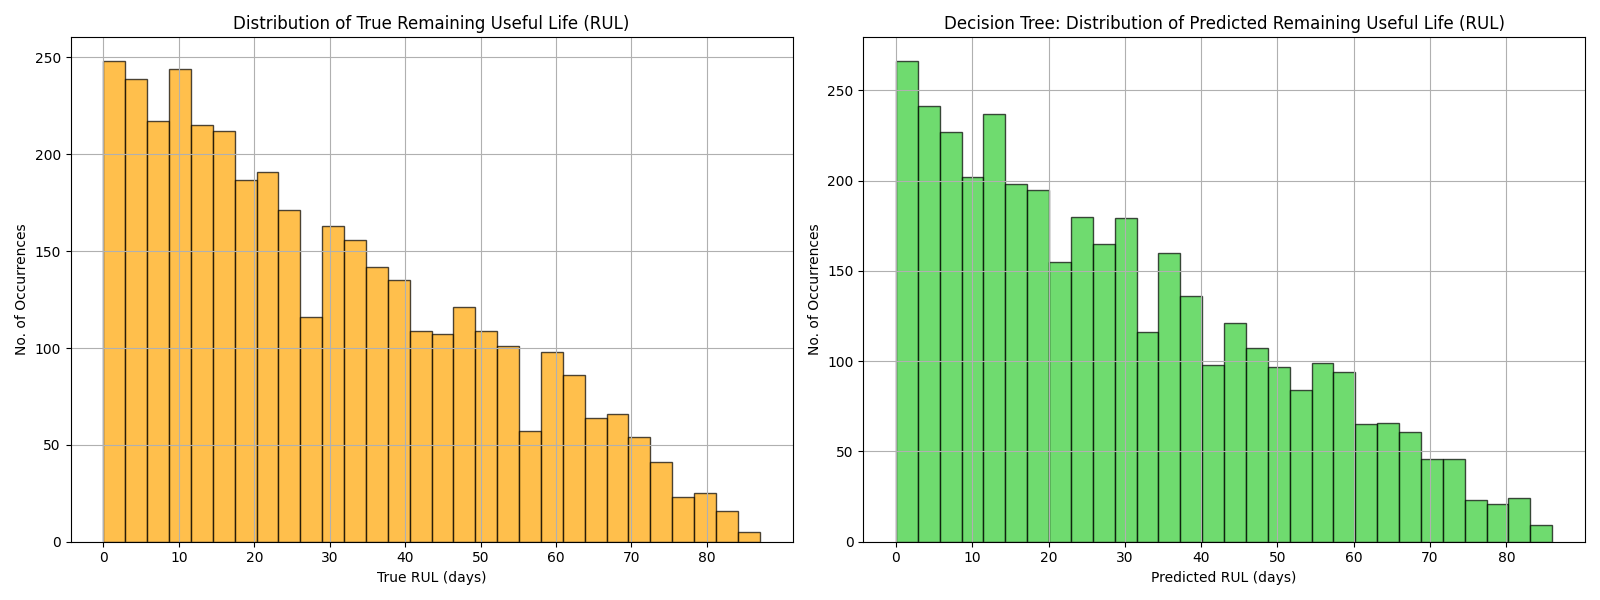 Distribution of True Remaining Useful Life (RUL)
250
200
150
100
50
0
No. of Occurrences
0 10 20 30 40 50 60 70 80
True RUL (days)
Decision Tree: Distribution of Predicted Remaining Useful Life (RUL)
250
200
150
100
50
0
No. of Occurrences
0 10 20 30 40 50 60 70 80
Predicted RUL (days)